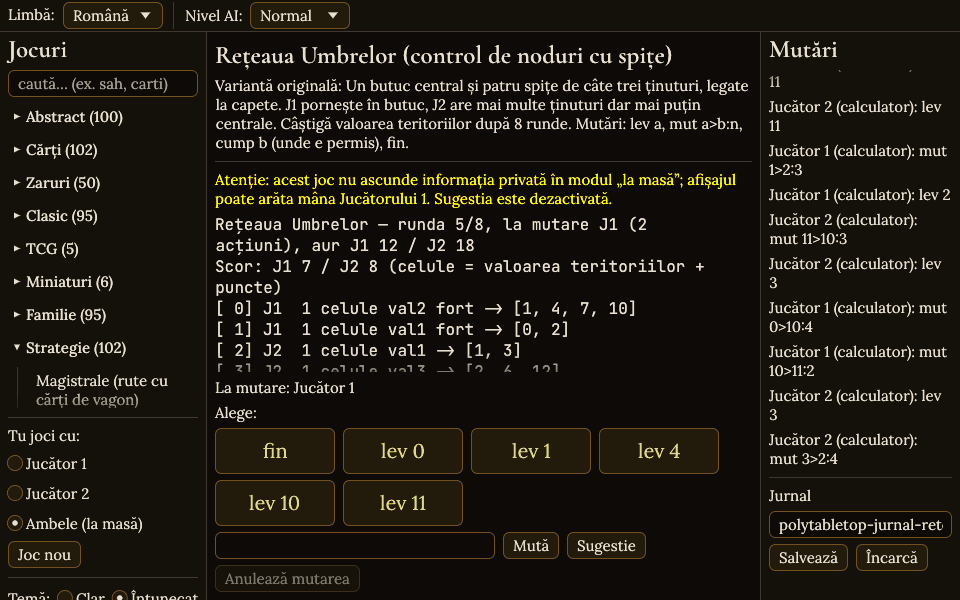 Limbă:
Română
Nivel AI:
Normal
Jocuri
caută... (ex. sah, carti)
Abstract (100)
Cărți (102)
Zaruri (50)
Clasic (95)
TCG (5)
Miniaturi (6)
Familie (95)
Strategie (102)
Magistrale (rute cu
cărți de vagon)
Tu joci cu:
Jucător 1
Jucător 2
Ambele (la masă)
Joc nou
Temă:
Clar
Întunecat
Rețeaua Umbrelor (control de noduri cu spițe)
Variantă originală: Un butuc central și patru spițe de câte trei ținuturi, legate
la capete. J1 pornește în butuc, J2 are mai multe ținuturi dar mai puțin
centrale. Câștigă valoarea teritoriilor după 8 runde. Mutări: lev a, mut a>b:n,
cump b (unde e permis), fin.
Atenție: acest joc nu ascunde informația privată în modul „la masă”; afișajul
poate arăta mâna Jucătorului 1. Sugestia este dezactivată.
Rețeaua Umbrelor — runda 5/8, la mutare J1 (2
acțiuni), aur J1 12 / J2 18
Scor: J1 7 / J2 8 (celule = valoarea teritoriilor +
puncte)
[ 0] J1  1 celule val2 fort -> [1, 4, 7, 10]
[ 1] J1  1 celule val1 fort -> [0, 2]
[ 2] J2  1 celule val1 -> [1, 3]
[ 3] J2  1 celule val3 -> [2, 6, 12]
La mutare: Jucător 1
Alege:
fin
lev 0
lev 1
lev 4
lev 10
lev 11
Mută
Sugestie
Anulează mutarea
Mutări
11
Jucător 2 (calculator): lev
11
Jucător 1 (calculator): mut
1>2:3
Jucător 1 (calculator): lev 2
Jucător 2 (calculator):
mut 11>10:3
Jucător 2 (calculator): lev
3
Jucător 1 (calculator): mut
0>10:4
Jucător 1 (calculator): mut
10>11:2
Jucător 2 (calculator): lev
3
Jucător 2 (calculator):
mut 3>2:4
Jurnal
polytabletop-jurnal-ret
Salvează
Încarcă